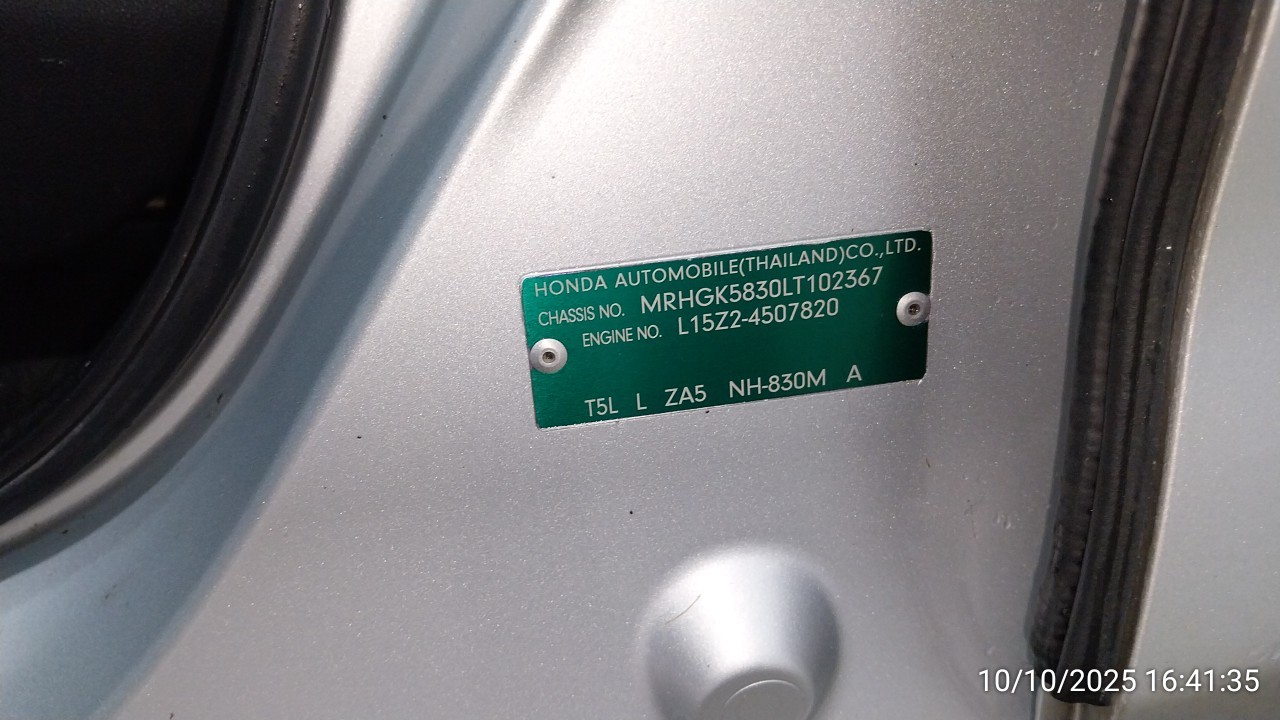 HONDA AUTOMOBILE(THAILAND)CO.,LTD.
CHASSIS NO. MRHGK5830LT102367
ENGINE NO. L15Z2-4507820
T5L L ZA5 NH-830M A
10/10/2025 16:41:35